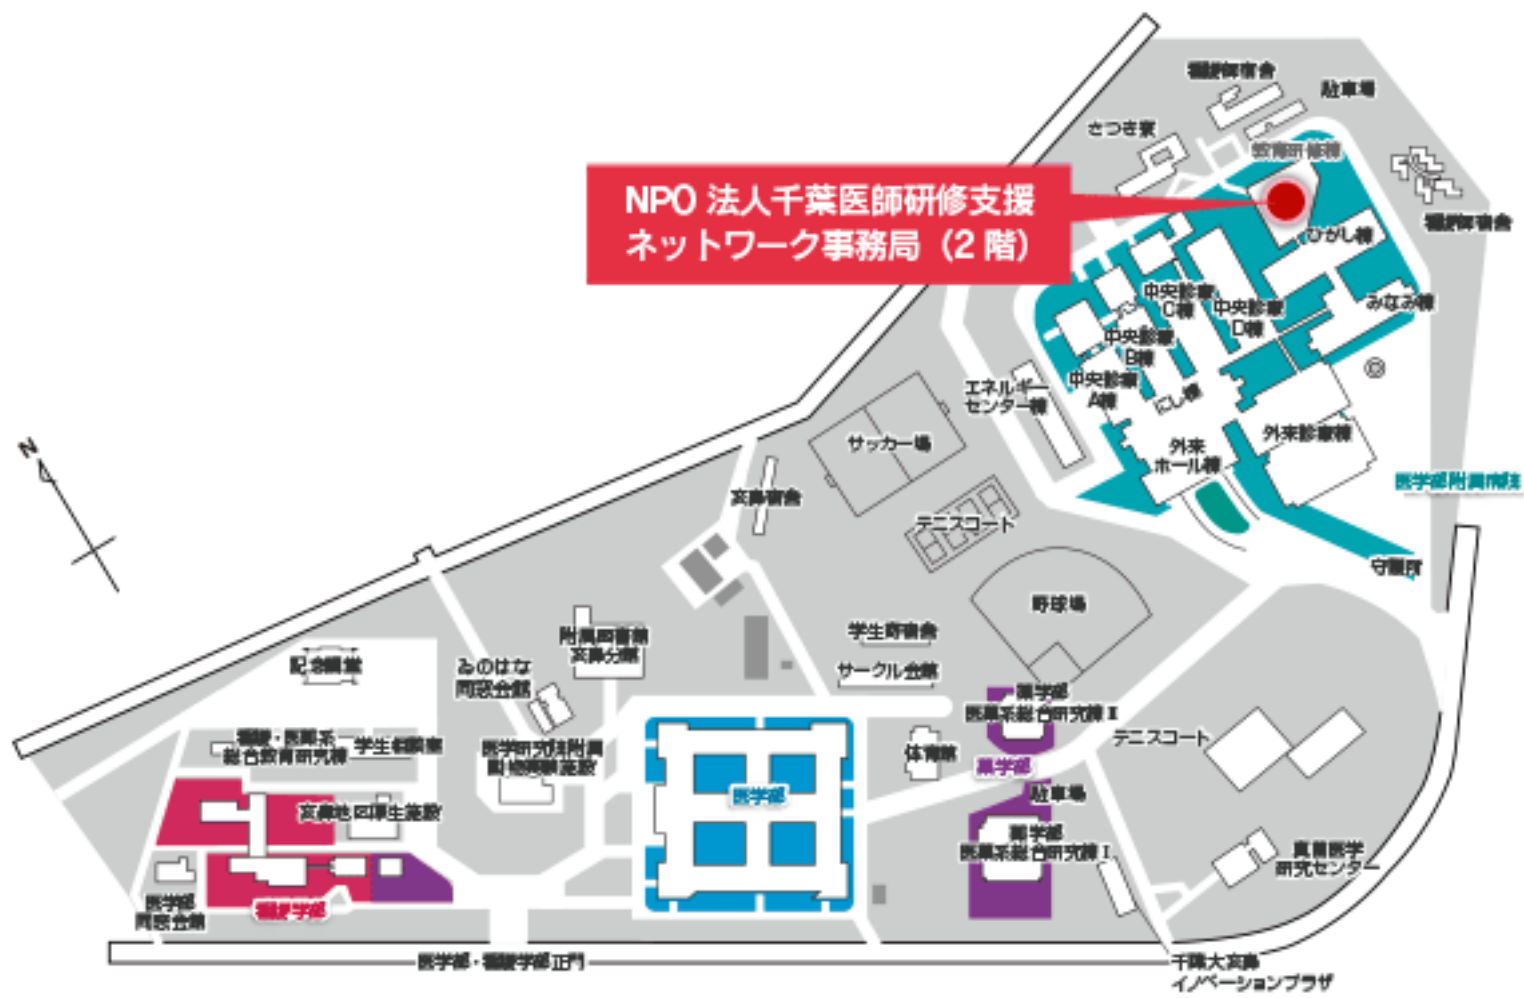 看護師宿舎
駐車場
さつき寮
教育研修棟
NPO 法人千葉医師研修支援
ネットワーク事務局（2 階）
看護師宿舎
ひがし棟
みなみ棟
中央診療
C棟
中央診療
D棟
中央診療
B棟
中央診療
A棟
にし棟
エネルギー
センター棟
外来
ホール棟
外来診療棟
医学部附属病院
守衛所
N
サッカー場
亥鼻宿舎
テニスコート
野球場
学生寄宿舎
サークル会館
附属図書館
亥鼻分館
記念講堂
ゐのはな
同窓会館
看護・医薬系
総合教育研究棟
学生相談室
医学研究院附属
動物実験施設
薬学部
医薬系総合研究棟Ⅱ
体育館
薬学部
テニスコート
医学部
駐車場
亥鼻地区厚生施設
薬学部
医薬系総合研究棟Ⅰ
真菌医学
研究センター
医学部
同窓会館
看護学部
医学部・看護学部正門
千葉大亥鼻
イノベーションプラザ